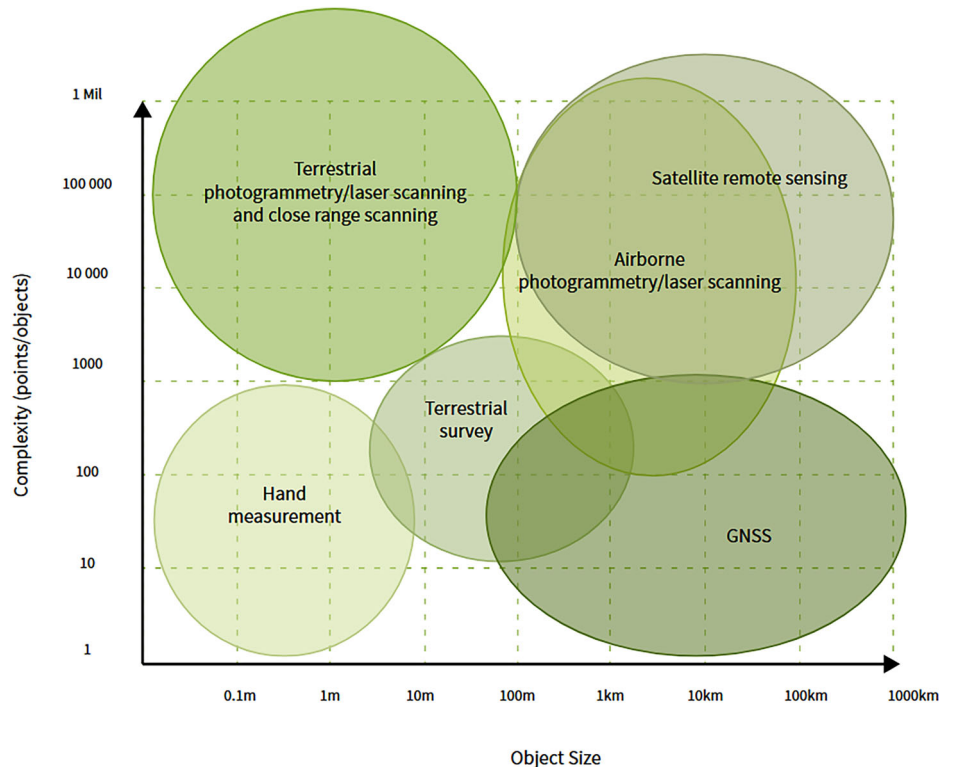 1 Mil
100 000
10 000
1000
100
10
1
Complexity (points/objects)
Terrestrial
photogrammetry/laser scanning
and close range scanning
Satellite remote sensing
Airborne
photogrammetry/laser scanning
Terrestrial
survey
Hand
measurement
GNSS
0.1m
1m
10m
100m
1km
10km
100km
1000km
Object Size